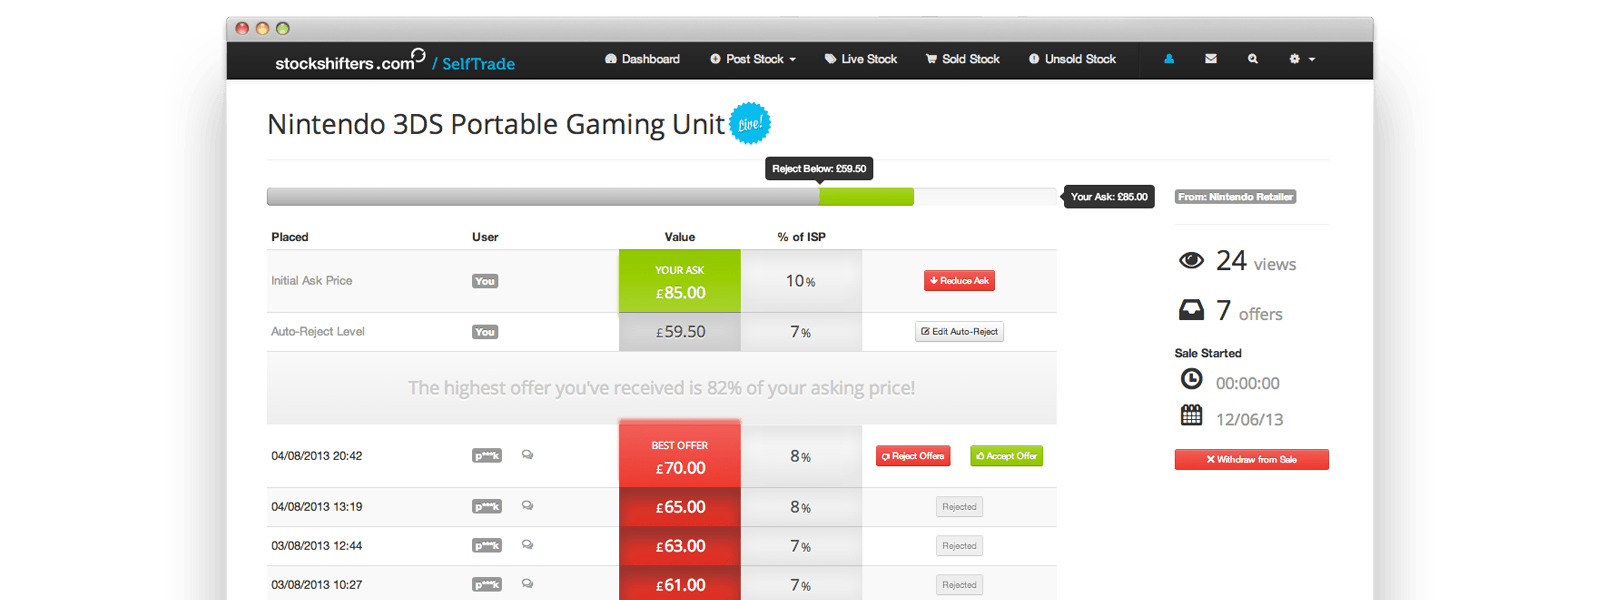 stockshifters.com / SelfTrade
Dashboard
Post Stock
Live Stock
Sold Stock
Unsold Stock
Nintendo 3DS Portable Gaming Unit
Live!
Reject Below: £59.50
Your Ask: £85.00
From: Nintendo Retailer
Placed User Value % of ISP
Initial Ask Price You YOUR ASK £85.00 10% Reduce Ask
Auto-Reject Level You £59.50 7% Edit Auto-Reject
The highest offer you've received is 82% of your asking price!
04/08/2013 20:42 p***k BEST OFFER £70.00 8% Reject Offers Accept Offer
04/08/2013 13:19 p***k £65.00 8% Rejected
03/08/2013 12:44 p***k £63.00 7% Rejected
03/08/2013 10:27 p***k £61.00 7% Rejected
24 views
7 offers
Sale Started
00:00:00
12/06/13
Withdraw from Sale